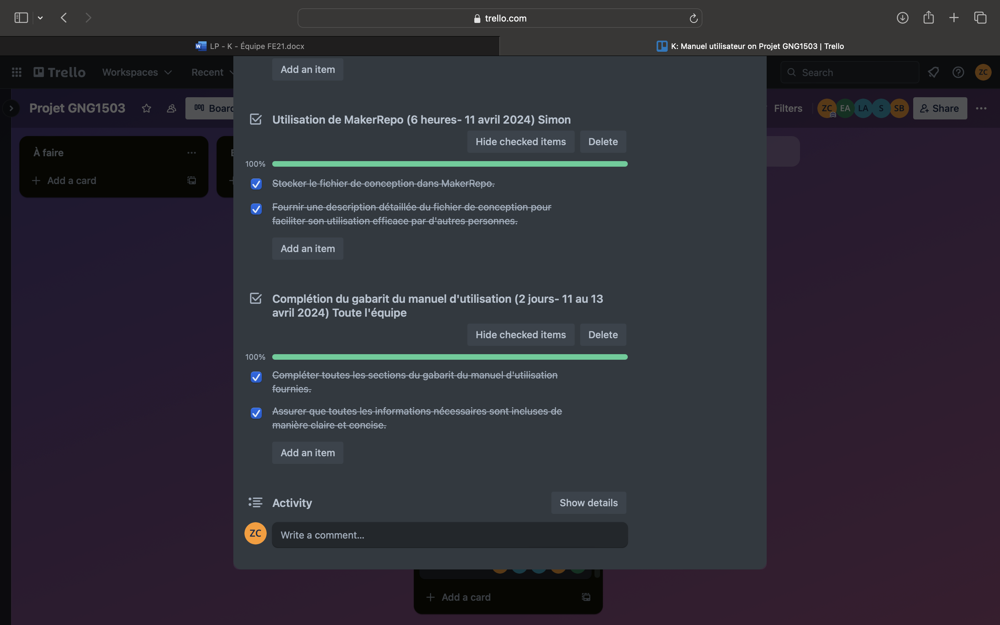 trello.com
LP - K - Équipe FE21.docx
K: Manuel utilisateur on Projet GNG1503 | Trello
Trello
Workspaces
Recent
Search
ZC
Projet GNG1503
Filters
ZC
EA
LA
S
SB
Share
À faire
Add a card
Add an item
Utilisation de MakerRepo (6 heures- 11 avril 2024) Simon
Hide checked items
Delete
100%
Stocker le fichier de conception dans MakerRepo.
Fournir une description détaillée du fichier de conception pour
faciliter son utilisation efficace par d'autres personnes.
Add an item
Complétion du gabarit du manuel d'utilisation (2 jours- 11 au 13
avril 2024) Toute l'équipe
Hide checked items
Delete
100%
Compléter toutes les sections du gabarit du manuel d'utilisation
fournies.
Assurer que toutes les informations nécessaires sont incluses de
manière claire et concise.
Add an item
Activity
Show details
ZC
Write a comment...
Add a card